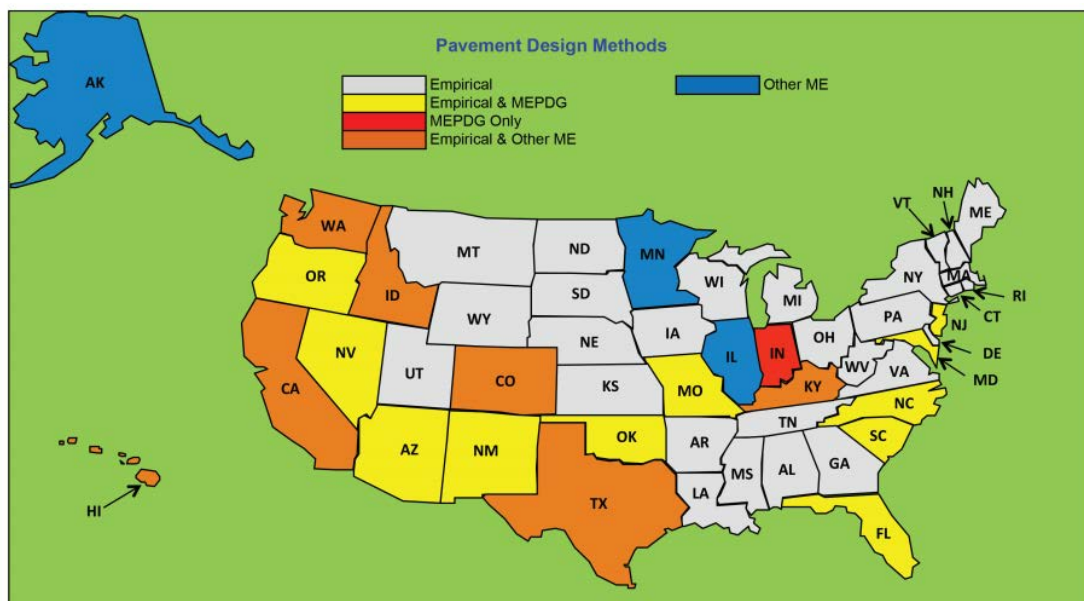 Pavement Design Methods
Empirical
Empirical & MEPDG
MEPDG Only
Empirical & Other ME
Other ME
AK
WA
MT
ND
MN
VT
NH
ME
OR
ID
SD
WI
MI
NY
MA
RI
CT
WY
IA
PA
NJ
NV
UT
NE
IL
IN
OH
DE
MD
CA
CO
KS
MO
KY
WV
VA
NC
AZ
NM
OK
AR
TN
SC
TX
LA
MS
AL
GA
FL
HI